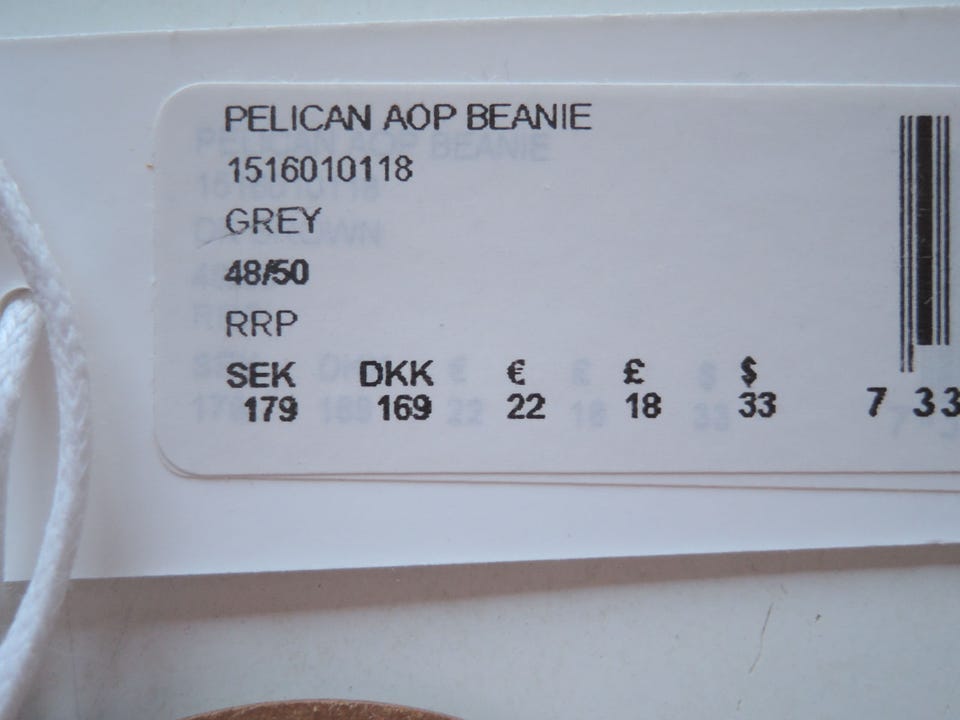 PELICAN AOP BEANIE
1516010118
GREY
48/50
RRP
SEK DKK € £ $
179 169 22 18 33 7 33